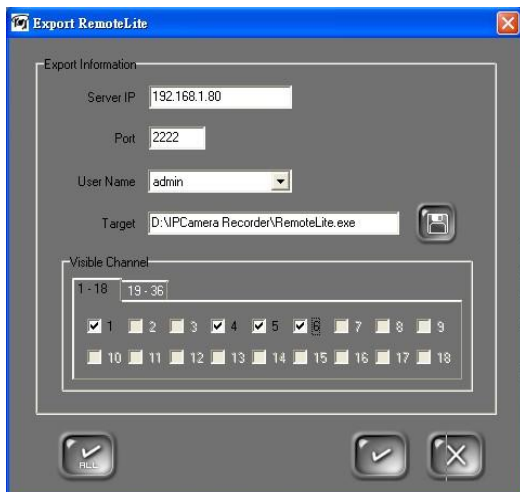 Export RemoteLite
Export Information
Server IP 192.168.1.80
Port 2222
User Name admin
Target D:\IPCamera Recorder\RemoteLite.exe
Visible Channel
1 - 18 19 - 36
1 2 3 4 5 6 7 8 9
10 11 12 13 14 15 16 17 18
ALL